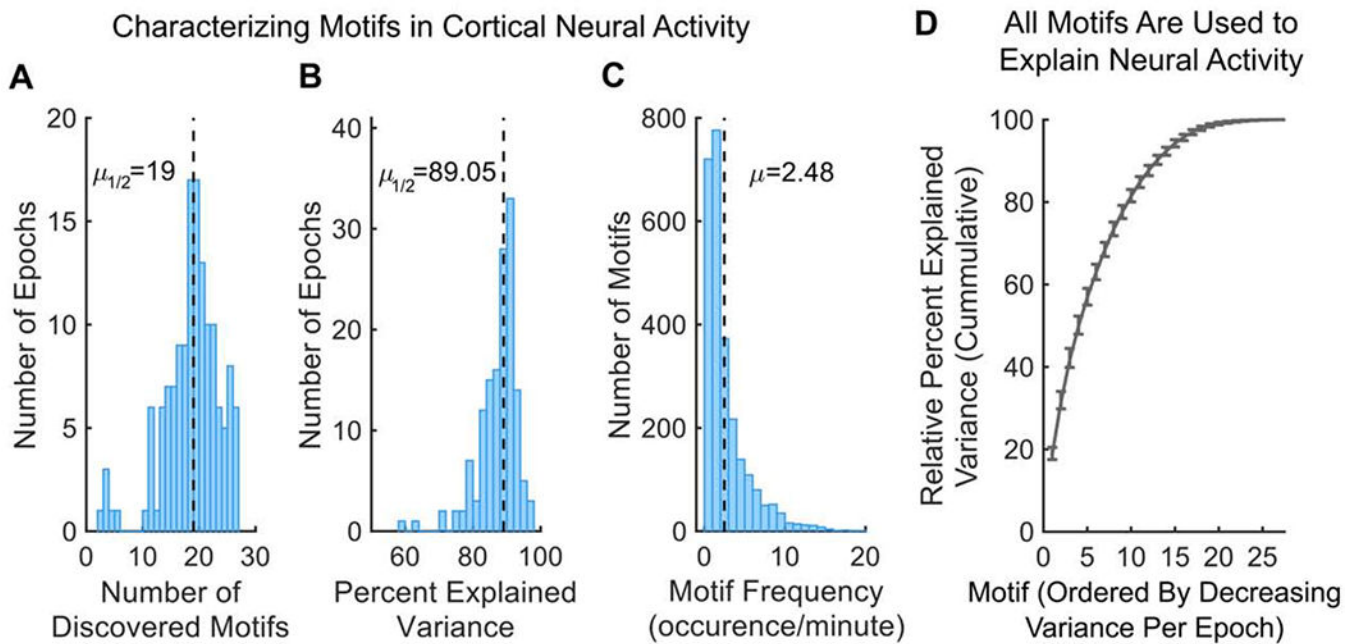 Characterizing Motifs in Cortical Neural Activity
A
20
15
10
5
0
Number of Epochs
μ1/2=19
0 10 20 30
Number of
Discovered Motifs
B
40
30
20
10
0
Number of Epochs
μ1/2=89.05
60 80 100
Percent Explained
Variance
C
800
600
400
200
0
Number of Motifs
μ=2.48
0 5 10 20
Motif Frequency
(occurence/minute)
D
All Motifs Are Used to
Explain Neural Activity
100
80
60
40
20
0
Relative Percent Explained
Variance (Cummulative)
0 5 10 15 20 25
Motif (Ordered By Decreasing
Variance Per Epoch)